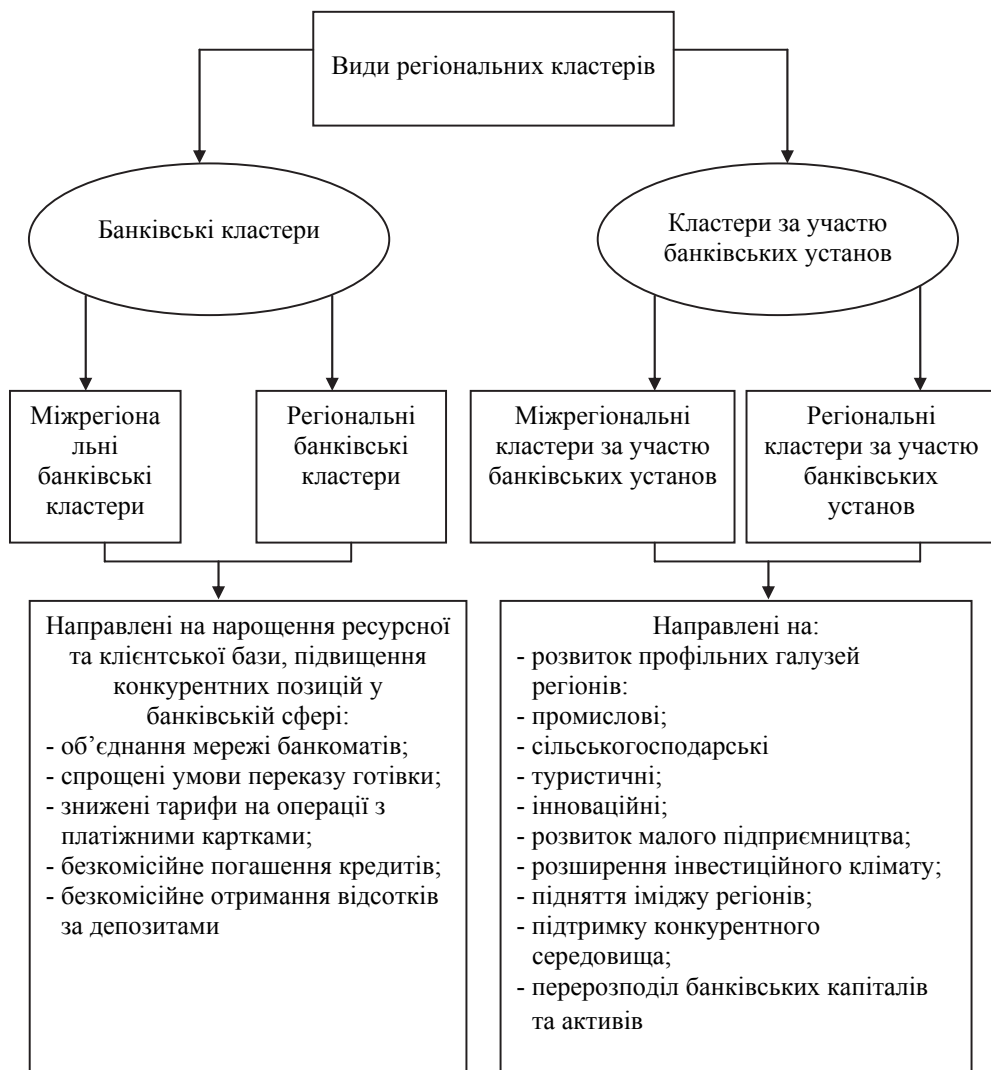 Види регіональних кластерів
Банківські кластери
Кластери за участю
банківських установ
Міжрегіона
льні
банківські
кластери
Регіональні
банківські
кластери
Міжрегіональні
кластери за участю
банківських установ
Регіональні
кластери за участю
банківських
установ
Направлені на нарощення ресурсної
та клієнтської бази, підвищення
конкурентних позицій у
банківській сфері:
- об’єднання мережі банкоматів;
- спрощені умови переказу готівки;
- знижені тарифи на операції з
платіжними картками;
- безкомісійне погашення кредитів;
- безкомісійне отримання відсотків
за депозитами
Направлені на:
- розвиток профільних галузей
регіонів:
- промислові;
- сільськогосподарські
- туристичні;
- інноваційні;
- розвиток малого підприємництва;
- розширення інвестиційного клімату;
- підняття іміджу регіонів;
- підтримку конкурентного
середовища;
- перерозподіл банківських капіталів
та активів